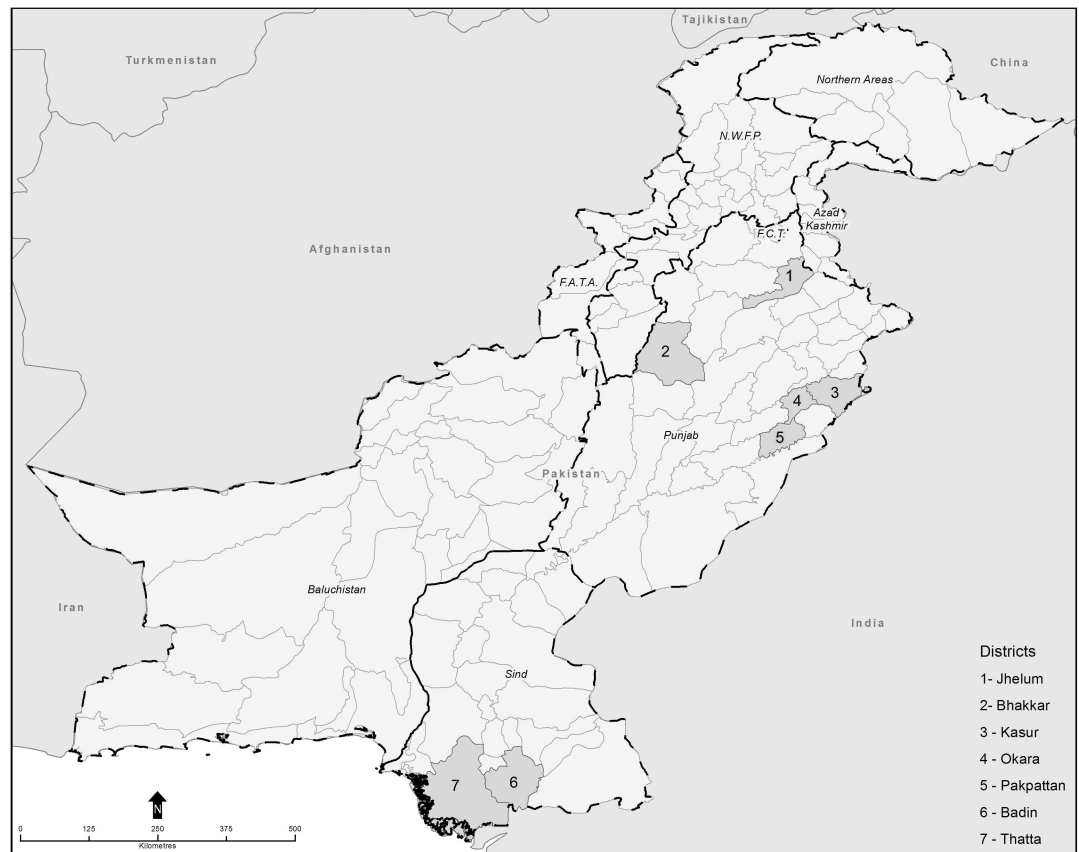 Tajikistan
Turkmenistan
China
Northern Areas
N.W.F.P.
Azad
Kashmir
F.C.T.
Afghanistan
F.A.T.A.
1
2
3
4
5
Punjab
Pakistan
Baluchistan
Iran
India
Sind
6
7
Districts
1- Jhelum
2- Bhakkar
3 - Kasur
4 - Okara
5 - Pakpattan
6 - Badin
7 - Thatta
N
0 125 250 375 500
Kilometres